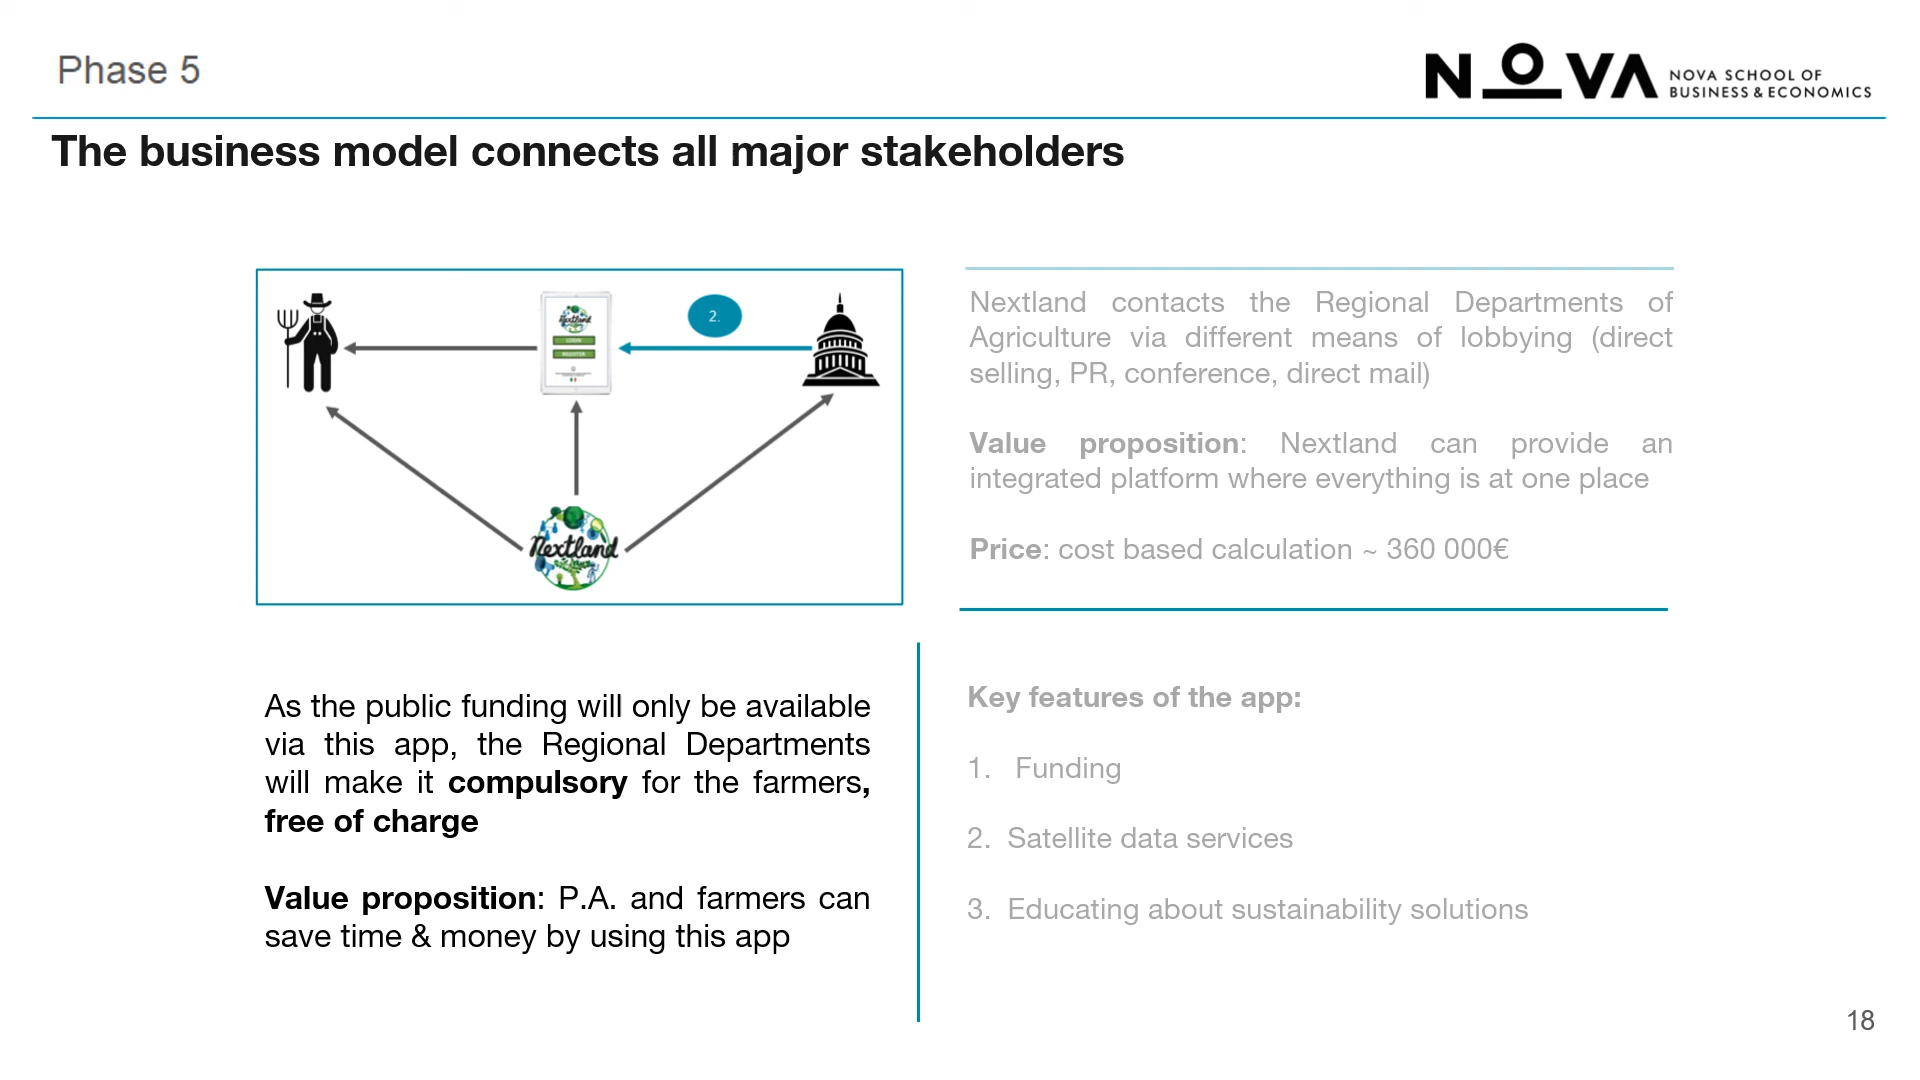 Phase 5
NOVA
NOVA SCHOOL OF
BUSINESS & ECONOMICS
The business model connects all major stakeholders
2.
Nextland
LOGIN
REGISTER
Nextland
Nextland contacts the Regional Departments of
Agriculture via different means of lobbying (direct
selling, PR, conference, direct mail)
Value proposition: Nextland can provide an
integrated platform where everything is at one place
Price: cost based calculation ~ 360 000€
As the public funding will only be available
via this app, the Regional Departments
will make it compulsory for the farmers,
free of charge
Value proposition: P.A. and farmers can
save time & money by using this app
Key features of the app:
1. Funding
2. Satellite data services
3. Educating about sustainability solutions
18